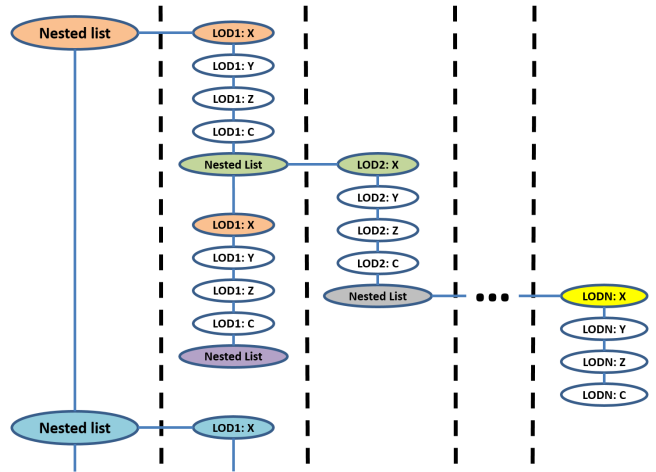 Nested list
LOD1: X
LOD1: Y
LOD1: Z
LOD1: C
Nested List
LOD2: X
LOD2: Y
LOD2: Z
LOD2: C
Nested List
LOD1: X
LOD1: Y
LOD1: Z
LOD1: C
Nested List
...
LODN: X
LODN: Y
LODN: Z
LODN: C
Nested list
LOD1: X